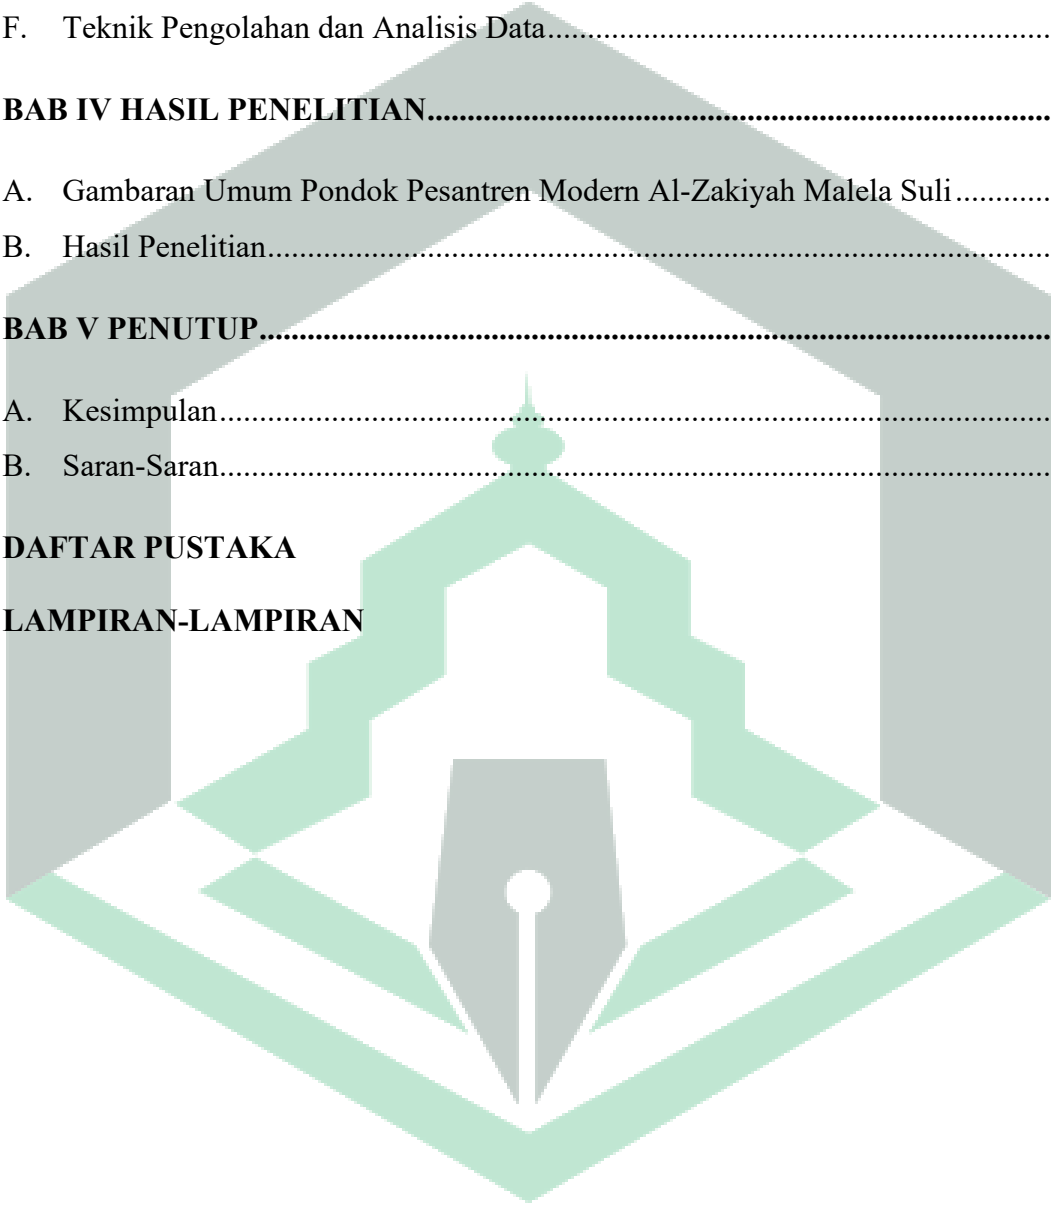 F. Teknik Pengolahan dan Analisis Data........................................................
BAB IV HASIL PENELITIAN.......................................................................
A. Gambaran Umum Pondok Pesantren Modern Al-Zakiyah Malela Suli............
B. Hasil Penelitian.........................................................................................
BAB V PENUTUP..........................................................................................
A. Kesimpulan...............................................................................................
B. Saran-Saran...............................................................................................
DAFTAR PUSTAKA
LAMPIRAN-LAMPIRAN